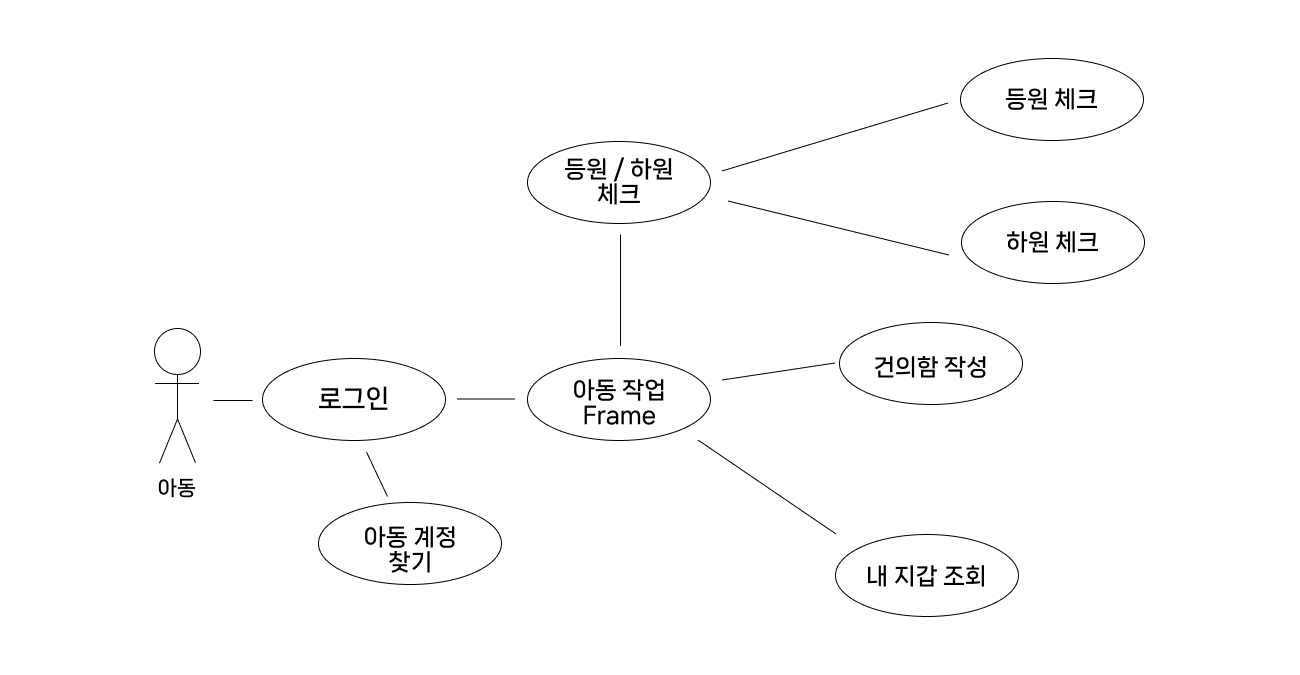 등원 체크
등원 / 하원
체크
하원 체크
건의함 작성
로그인
아동 작업
Frame
아동
아동 계정
찾기
내 지갑 조회